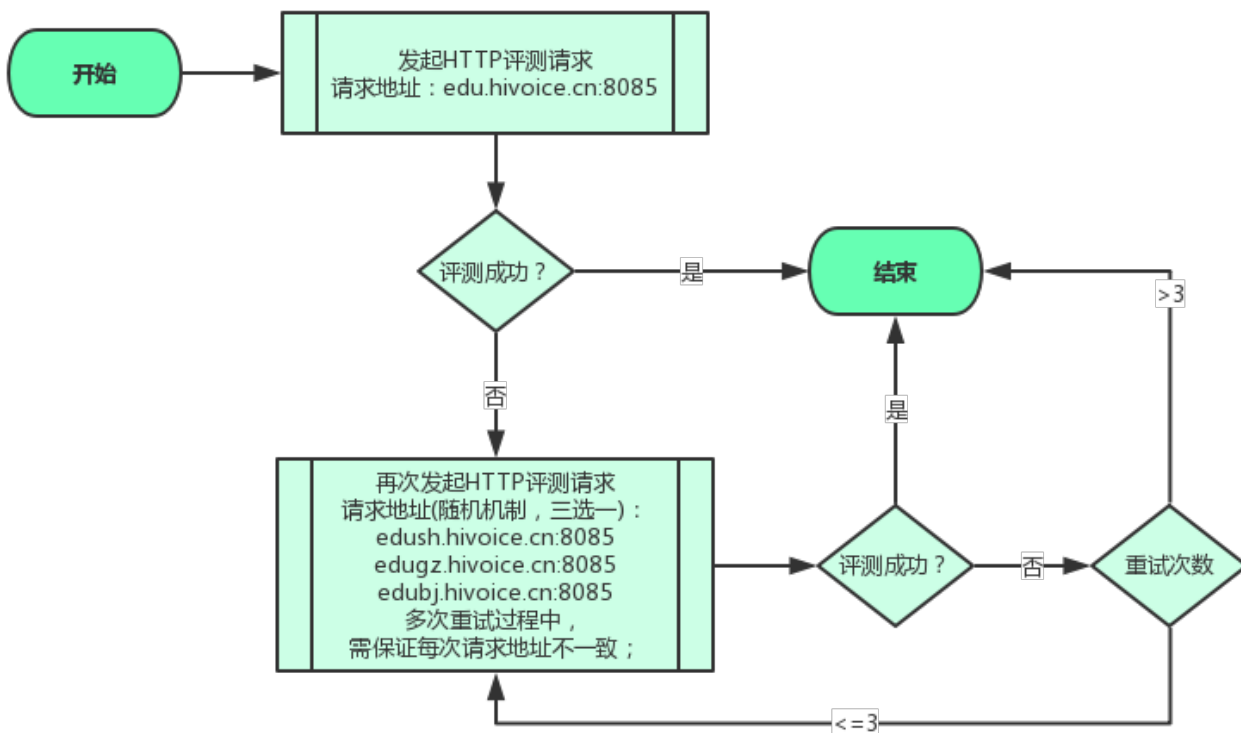 开始
发起HTTP评测请求
请求地址：edu.hivoice.cn:8085
评测成功？
是
结束
>3
否
是
再次发起HTTP评测请求
请求地址(随机机制，三选一)：
edush.hivoice.cn:8085
edugz.hivoice.cn:8085
edubj.hivoice.cn:8085
多次重试过程中，
需保证每次请求地址不一致；
评测成功？
否
重试次数
<=3